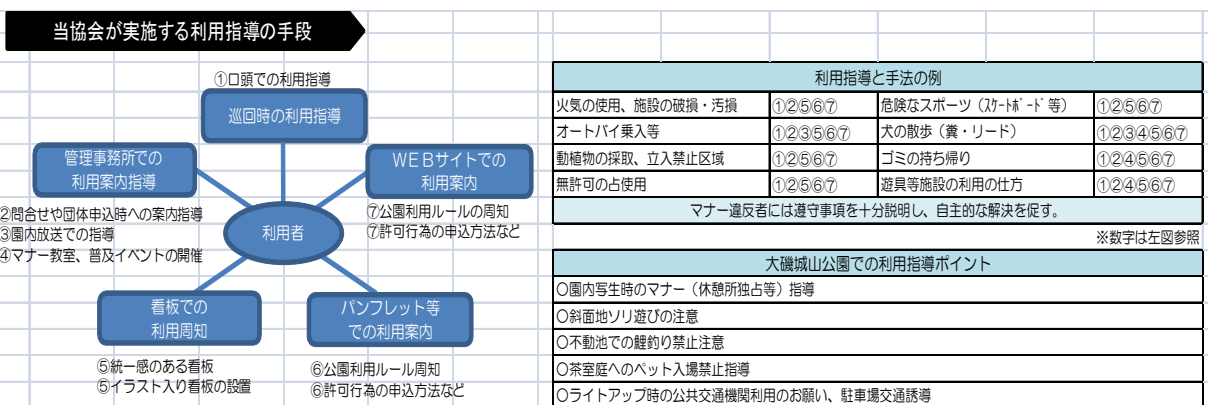 当協会が実施する利用指導の手段
①口頭での利用指導
巡回時の利用指導
管理事務所での
利用案内指導
WEBサイトでの
利用案内
②問合せや団体申込時への案内指導
③園内放送での指導
④マナー教室、普及イベントの開催
利用者
⑦公園利用ルールの周知
⑦許可行為の申込方法など
看板での
利用周知
パンフレット等
での利用案内
⑤統一感のある看板
⑤イラスト入り看板の設置
⑥公園利用ルール周知
⑥許可行為の申込方法など
利用指導と手法の例
火気の使用、施設の破損・汚損 ①②⑤⑥⑦ 危険なスポーツ（ｽｹｰﾄﾎﾞｰﾄﾞ等） ①②⑤⑥⑦
オートバイ乗入等 ①②③⑤⑥⑦ 犬の散歩（糞・リード） ①②③④⑤⑥⑦
動植物の採取、立入禁止区域 ①②⑤⑥⑦ ゴミの持ち帰り ①②④⑤⑥⑦
無許可の占使用 ①②⑤⑥⑦ 遊具等施設の利用の仕方 ①②④⑤⑥⑦
マナー違反者には遵守事項を十分説明し、自主的な解決を促す。
※数字は左図参照
大磯城山公園での利用指導ポイント
〇園内写生時のマナー（休憩所独占等）指導
〇斜面地ソリ遊びの注意
〇不動池での鯉釣り禁止注意
〇茶室庭へのペット入場禁止指導
〇ライトアップ時の公共交通機関利用のお願い、駐車場交通誘導